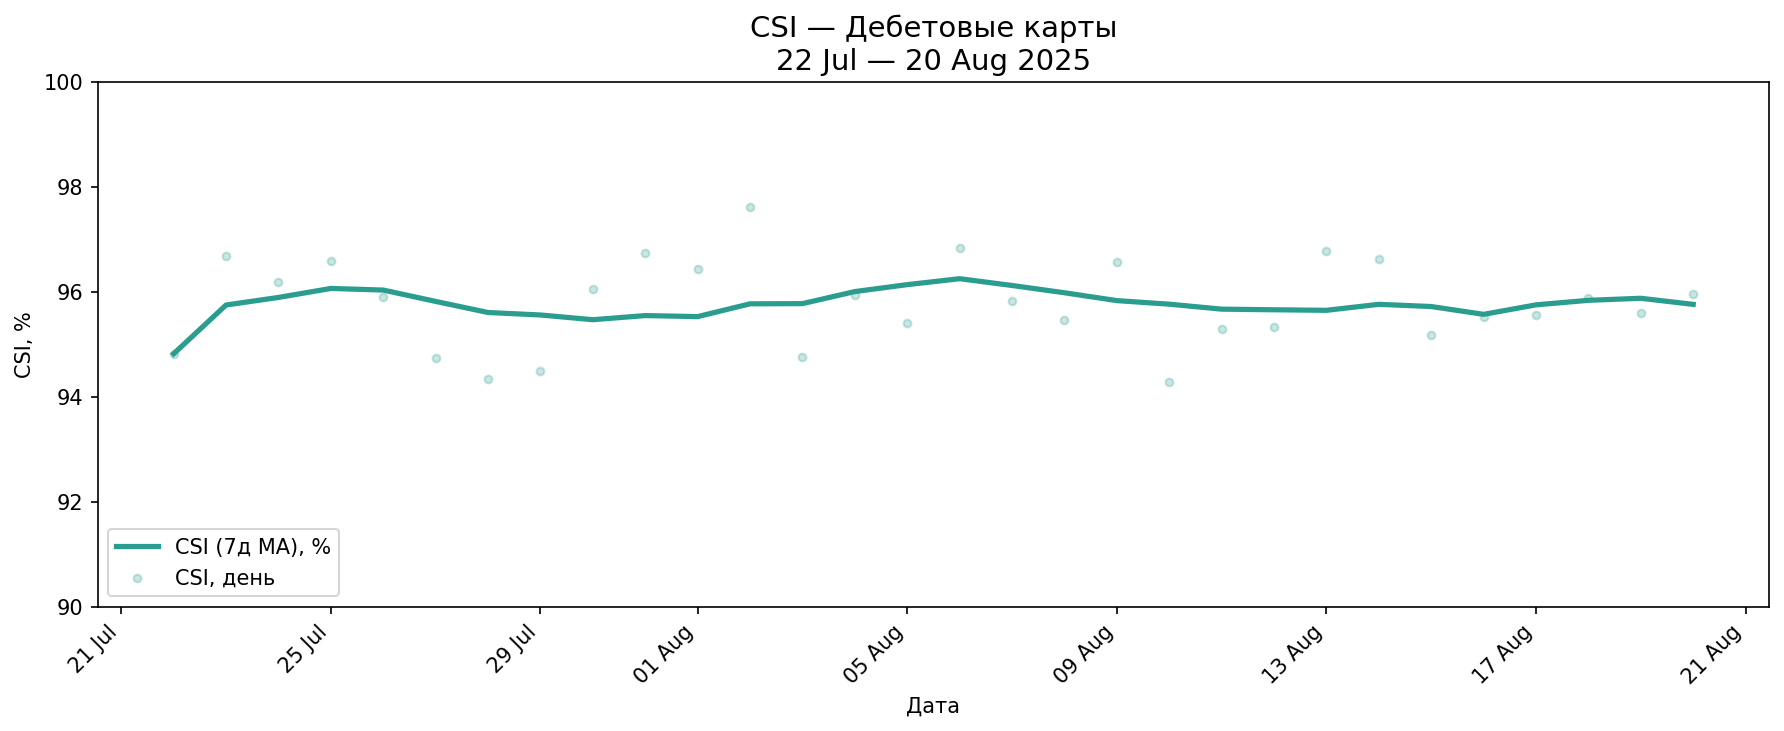 CSI — Дебетовые карты
22 Jul — 20 Aug 2025
CSI, %
100
98
96
94
92
90
CSI (7д MA), %
CSI, день
21 Jul
25 Jul
29 Jul
01 Aug
05 Aug
09 Aug
13 Aug
17 Aug
21 Aug
Дата